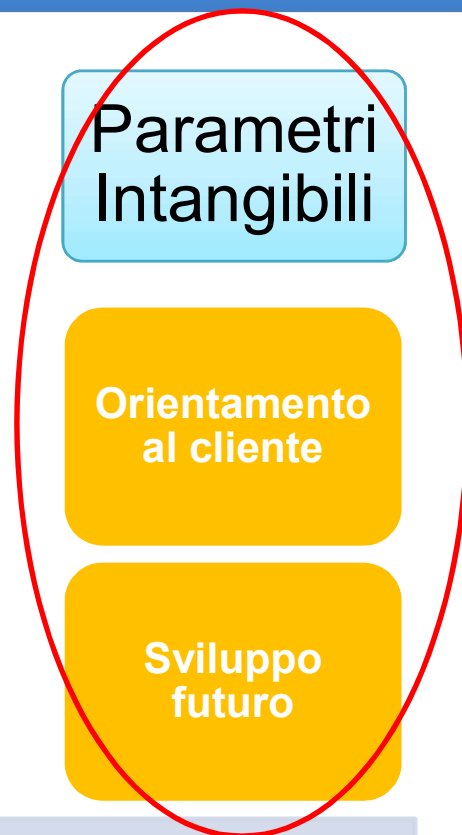 Parametri
Intangibili
Orientamento
al cliente
Sviluppo
futuro